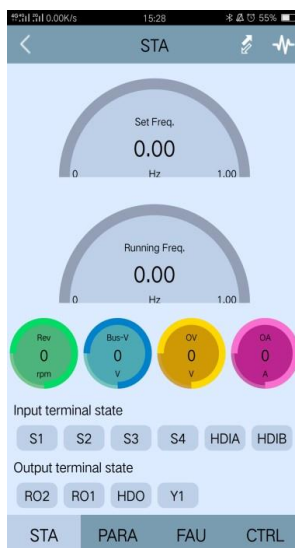 0.00K/s 15:28 55%
STA
Set Freq.
0.00
0 Hz 1.00
Running Freq.
0.00
0 Hz 1.00
Rev Bus-V OV OA
0 0 0 0
rpm V V A
Input terminal state
S1 S2 S3 S4 HDIA HDIB
Output terminal state
RO2 RO1 HDO Y1
STA PARA FAU CTRL